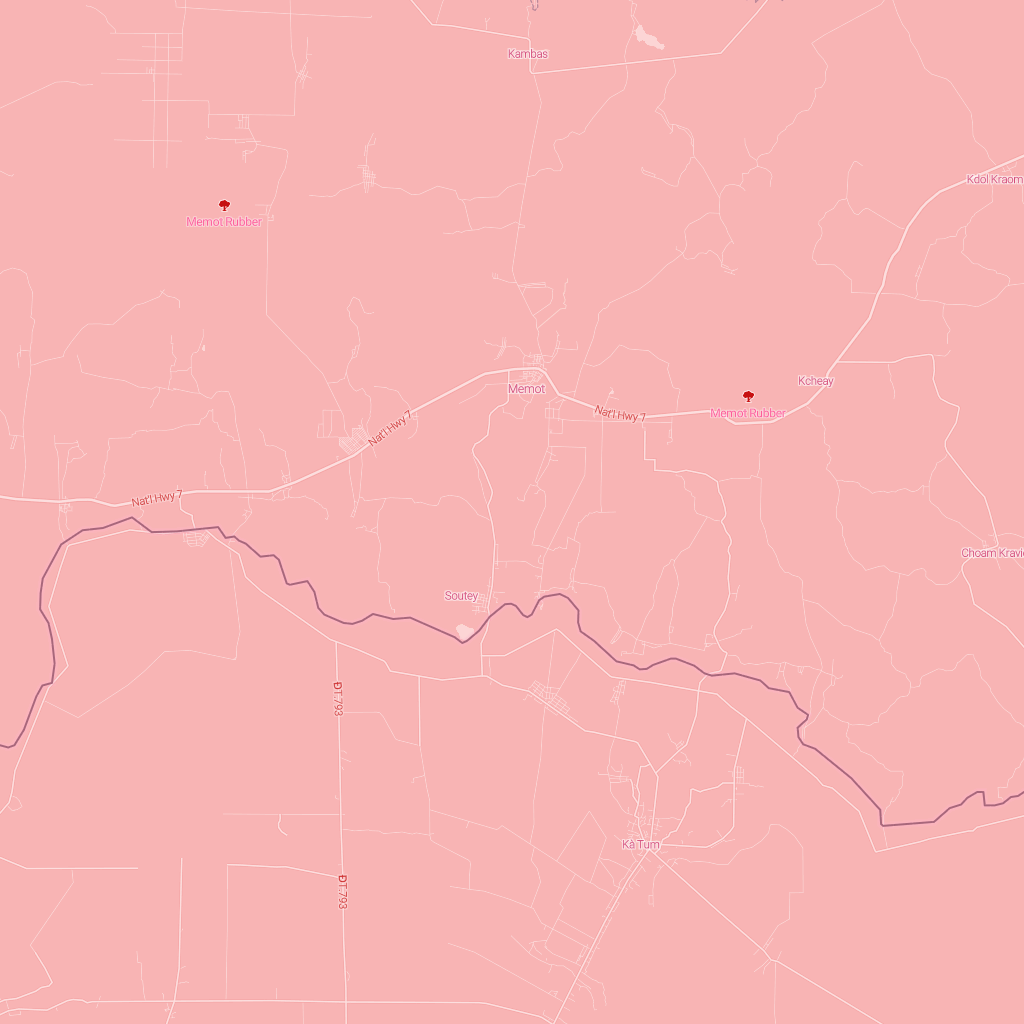 Kambas
Kdol Kraom
Memot Rubber
Kcheay
Memot
Nat'l Hwy 7
Nat'l Hwy 7
Memot Rubber
Nat'l Hwy 7
Choam Kravie
Soutey
ĐT.793
Kà Tum
ĐT.793